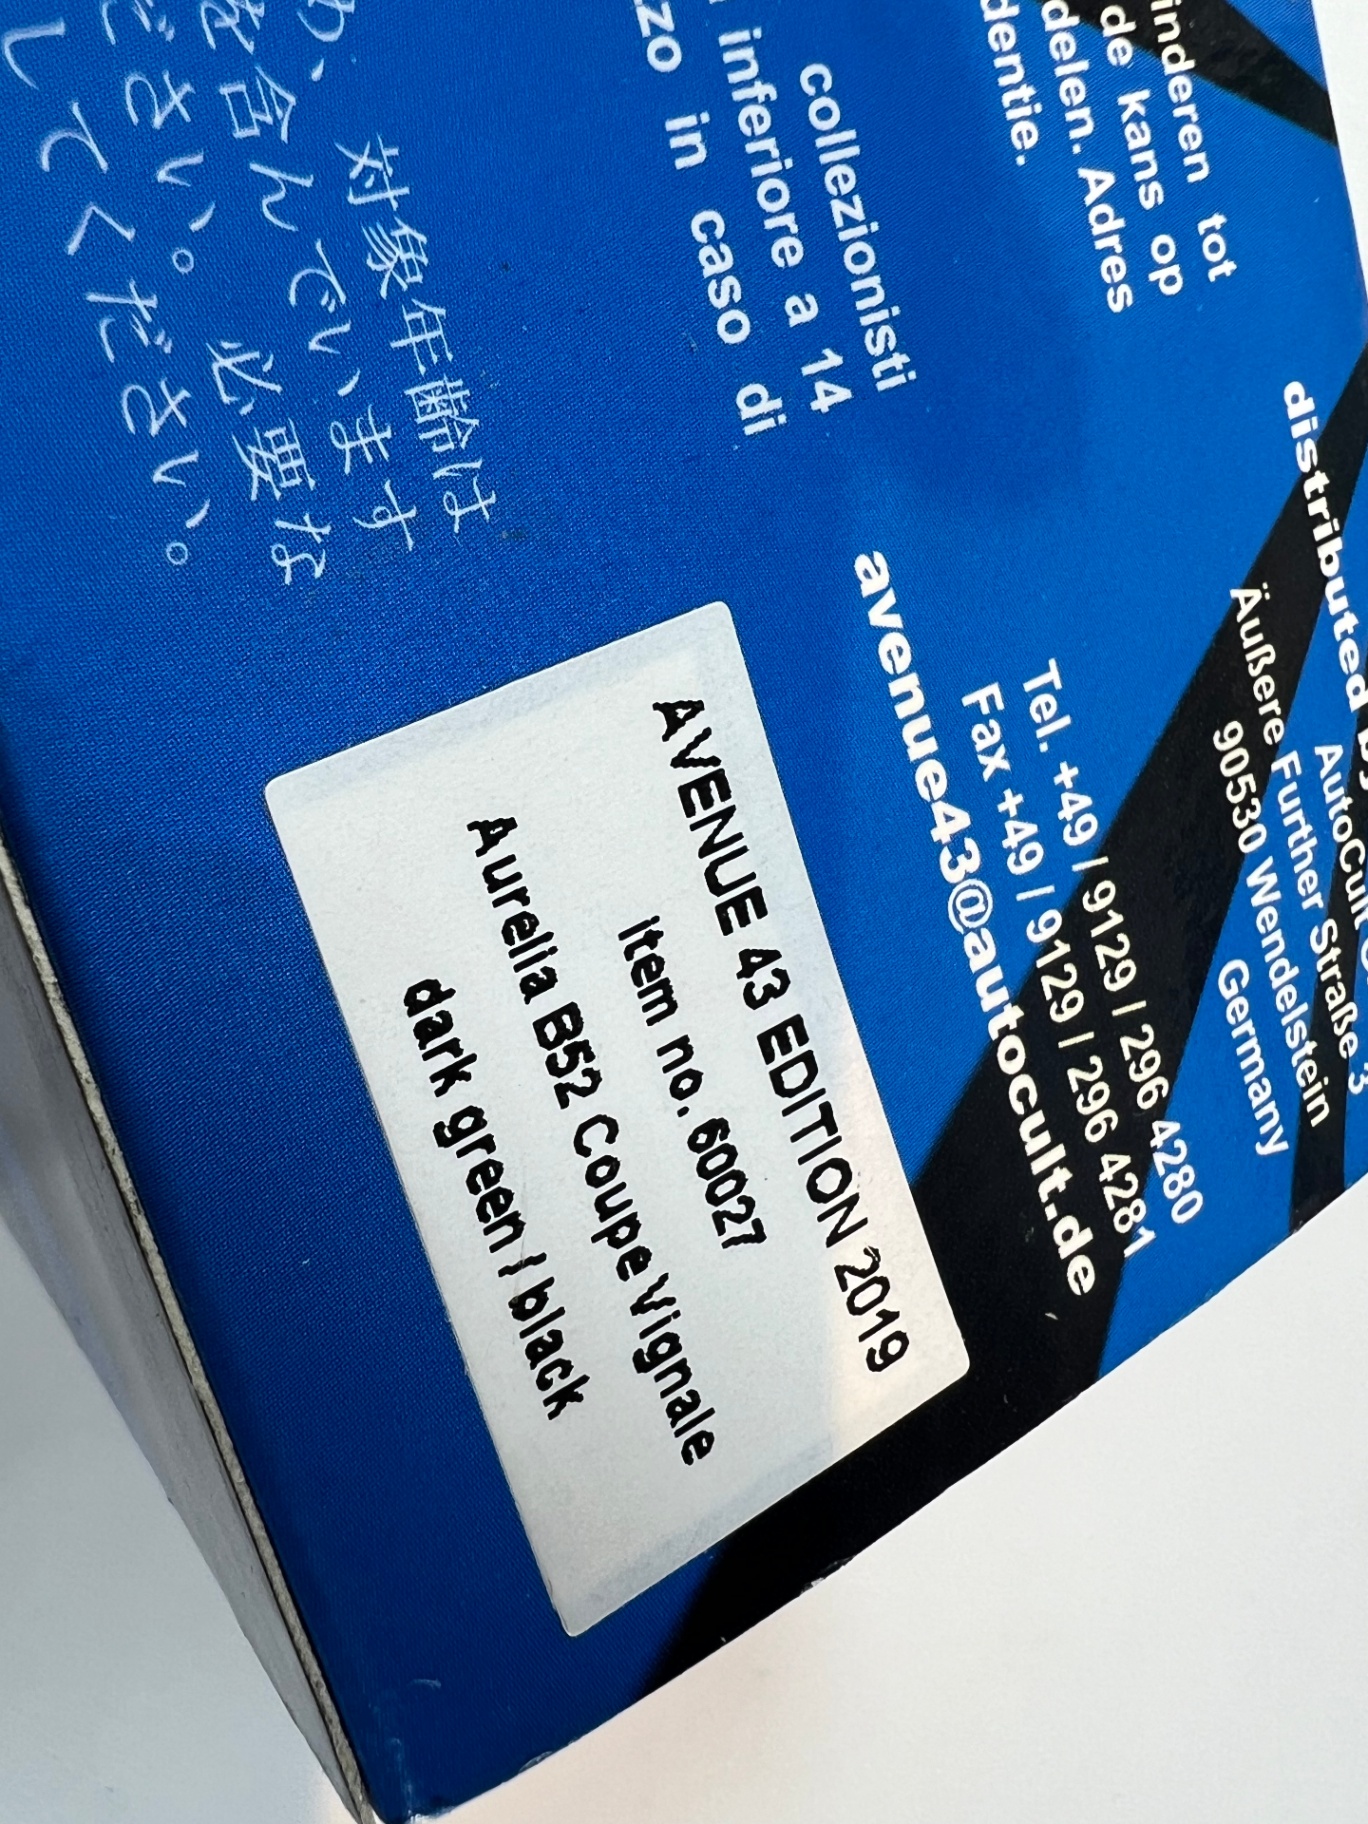 inderen tot
de kans op
delen. Adres
dentie.
collezionisti
inferiore a 14
zo in caso di
対象年齢は
を含んでいます
ださい。 必要な
してください。
distributed
AutoCult
Äußere Further Straße 3
90530 Wendelstein
Germany
Tel. +49 / 9129 / 296 4280
Fax +49 / 9129 / 296 4281
avenue43@autocult.de
AVENUE 43 EDITION 2019
Item no. 60027
Aurelia B52 Coupe Vignale
dark green / black